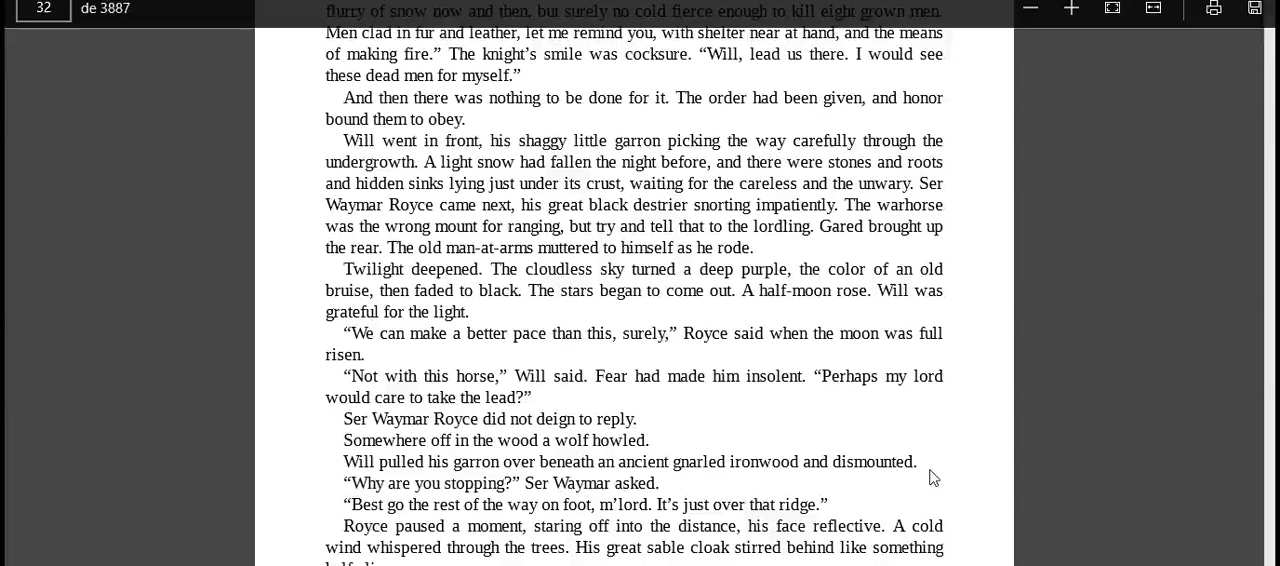 32 de 3887
flurry of snow now and then, but surely no cold fierce enough to kill eight grown men.
Men clad in fur and leather, let me remind you, with shelter near at hand, and the means
of making fire.” The knight’s smile was cocksure. “Will, lead us there. I would see
these dead men for myself.”
And then there was nothing to be done for it. The order had been given, and honor
bound them to obey.
Will went in front, his shaggy little garron picking the way carefully through the
undergrowth. A light snow had fallen the night before, and there were stones and roots
and hidden sinks lying just under its crust, waiting for the careless and the unwary. Ser
Waymar Royce came next, his great black destrier snorting impatiently. The warhorse
was the wrong mount for ranging, but try and tell that to the lordling. Gared brought up
the rear. The old man-at-arms muttered to himself as he rode.
Twilight deepened. The cloudless sky turned a deep purple, the color of an old
bruise, then faded to black. The stars began to come out. A half-moon rose. Will was
grateful for the light.
“We can make a better pace than this, surely,” Royce said when the moon was full
risen.
“Not with this horse,” Will said. Fear had made him insolent. “Perhaps my lord
would care to take the lead?”
Ser Waymar Royce did not deign to reply.
Somewhere off in the wood a wolf howled.
Will pulled his garron over beneath an ancient gnarled ironwood and dismounted.
“Why are you stopping?” Ser Waymar asked.
“Best go the rest of the way on foot, m’lord. It’s just over that ridge.”
Royce paused a moment, staring off into the distance, his face reflective. A cold
wind whispered through the trees. His great sable cloak stirred behind like something